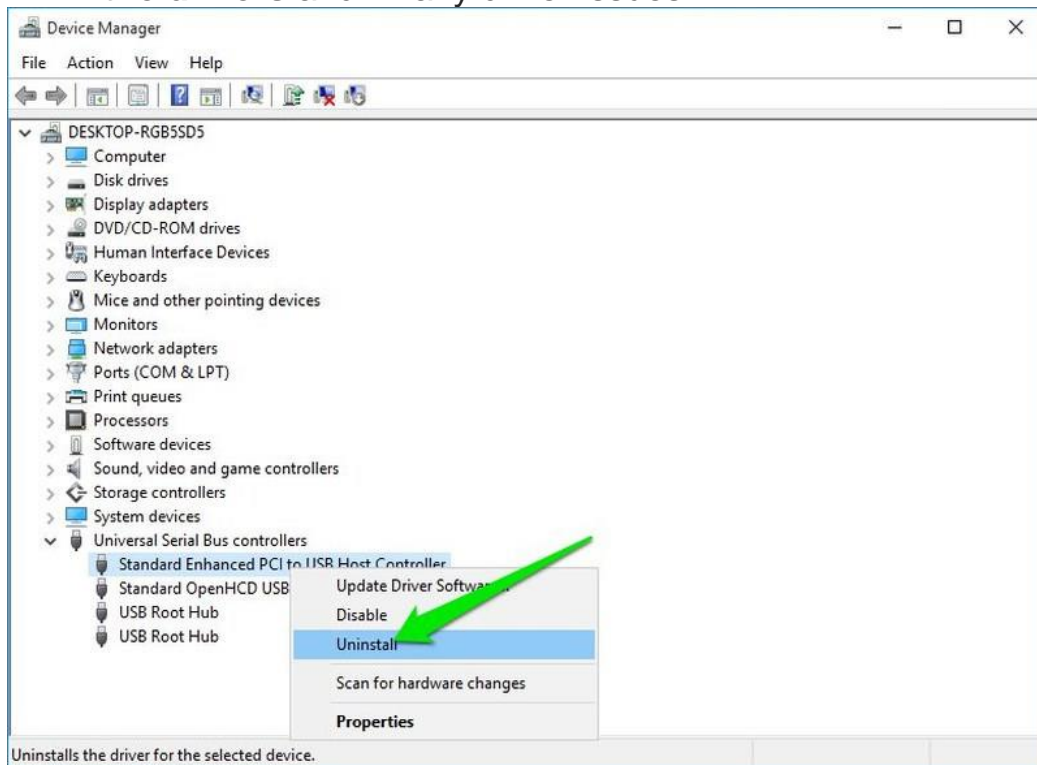 Device Manager
File Action View Help
DESKTOP-RGB5SD5
Computer
Disk drives
Display adapters
DVD/CD-ROM drives
Human Interface Devices
Keyboards
Mice and other pointing devices
Monitors
Network adapters
Ports (COM & LPT)
Print queues
Processors
Software devices
Sound, video and game controllers
Storage controllers
System devices
Universal Serial Bus controllers
Standard Enhanced PCI to USB Host Controller
Standard OpenHCD USB
USB Root Hub
USB Root Hub
Update Driver
Disable
Uninstall
Scan for hardware changes
Properties
Uninstalls the driver for the selected device.